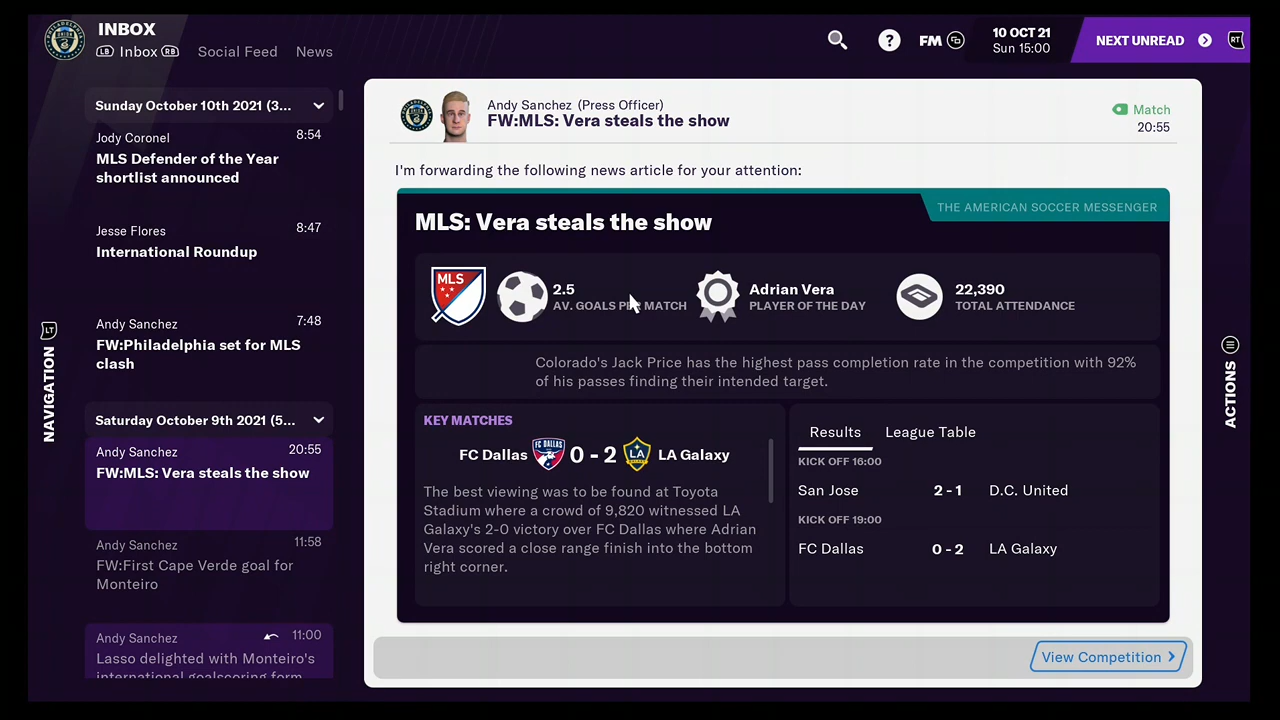 INBOX
LB Inbox RB Social Feed News
FM
10 OCT 21
Sun 15:00
NEXT UNREAD
RT
Sunday October 10th 2021 (3...
Jody Coronel 8:54
MLS Defender of the Year
shortlist announced
Jesse Flores 8:47
International Roundup
Andy Sanchez 7:48
FW:Philadelphia set for MLS
clash
Saturday October 9th 2021 (5...
Andy Sanchez 20:55
FW:MLS: Vera steals the show
Andy Sanchez 11:58
FW:First Cape Verde goal for
Monteiro
Andy Sanchez 11:00
Lasso delighted with Monteiro's
international goalscoring form
LT
NAVIGATION
Andy Sanchez (Press Officer)
FW:MLS: Vera steals the show
Match
20:55
I'm forwarding the following news article for your attention:
THE AMERICAN SOCCER MESSENGER
MLS: Vera steals the show
MLS
2.5
AV. GOALS PER MATCH
Adrian Vera
PLAYER OF THE DAY
22,390
TOTAL ATTENDANCE
Colorado's Jack Price has the highest pass completion rate in the competition with 92%
of his passes finding their intended target.
KEY MATCHES
FC Dallas FC DALLAS 0 - 2 LA LA Galaxy
The best viewing was to be found at Toyota
Stadium where a crowd of 9,820 witnessed LA
Galaxy's 2-0 victory over FC Dallas where Adrian
Vera scored a close range finish into the bottom
right corner.
Results League Table
KICK OFF 16:00
San Jose 2 - 1 D.C. United
KICK OFF 19:00
FC Dallas 0 - 2 LA Galaxy
View Competition
ACTIONS